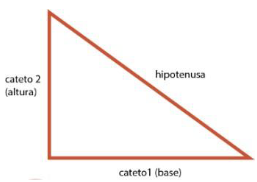 cateto 2
(altura)
hipotenusa
cateto1 (base)